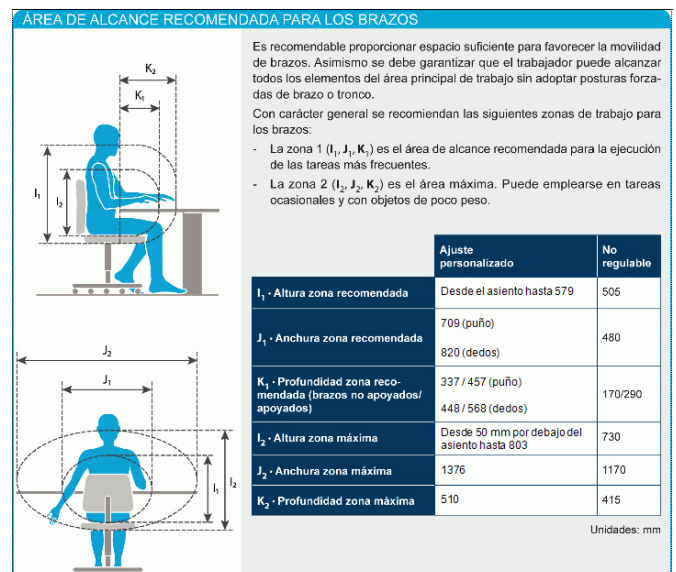 ÁREA DE ALCANCE RECOMENDADA PARA LOS BRAZOS
Es recomendable proporcionar espacio suficiente para favorecer la movilidad
de brazos. Asimismo se debe garantizar que el trabajador puede alcanzar
todos los elementos del área principal de trabajo sin adoptar posturas forza-
das de brazo o tronco.
Con carácter general se recomiendan las siguientes zonas de trabajo para
los brazos:
- La zona 1 (I₁, J₁, K₁) es el área de alcance recomendada para la ejecución
de las tareas más frecuentes.
- La zona 2 (I₂, J₂, K₂) es el área máxima. Puede emplearse en tareas
ocasionales y con objetos de poco peso.
K₂
K₁
I₁
I₂
J₂
J₁
I₁
I₂
Ajuste
personalizado
No
regulable
I₁ · Altura zona recomendada
Desde el asiento hasta 579
505
J₁ · Anchura zona recomendada
709 (puño)
820 (dedos)
480
K₁ · Profundidad zona reco-
mendada (brazos no apoyados/
apoyados)
337 / 457 (puño)
448 / 568 (dedos)
170/290
I₂ · Altura zona máxima
Desde 50 mm por debajo del
asiento hasta 803
730
J₂ · Anchura zona máxima
1376
1170
K₂ · Profundidad zona máxima
510
415
Unidades: mm